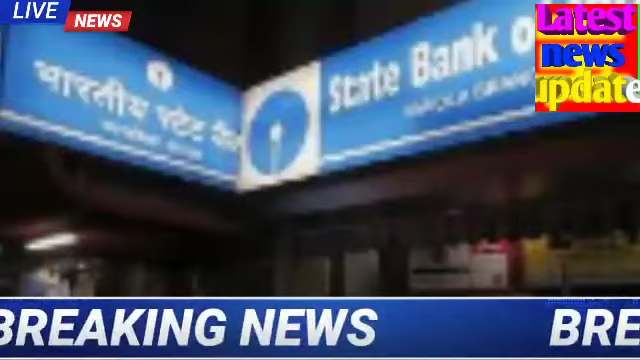 LIVE
NEWS
भारतीय स्टेट
State Bank o
Latest
news
update
BREAKING NEWS
BRE